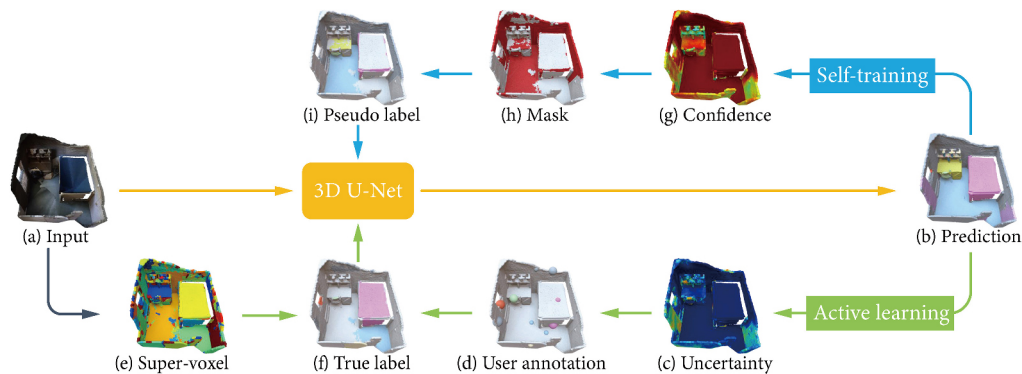 Self-training
(i) Pseudo label
(h) Mask
(g) Confidence
3D U-Net
(a) Input
(b) Prediction
Active learning
(e) Super-voxel
(f) True label
(d) User annotation
(c) Uncertainty